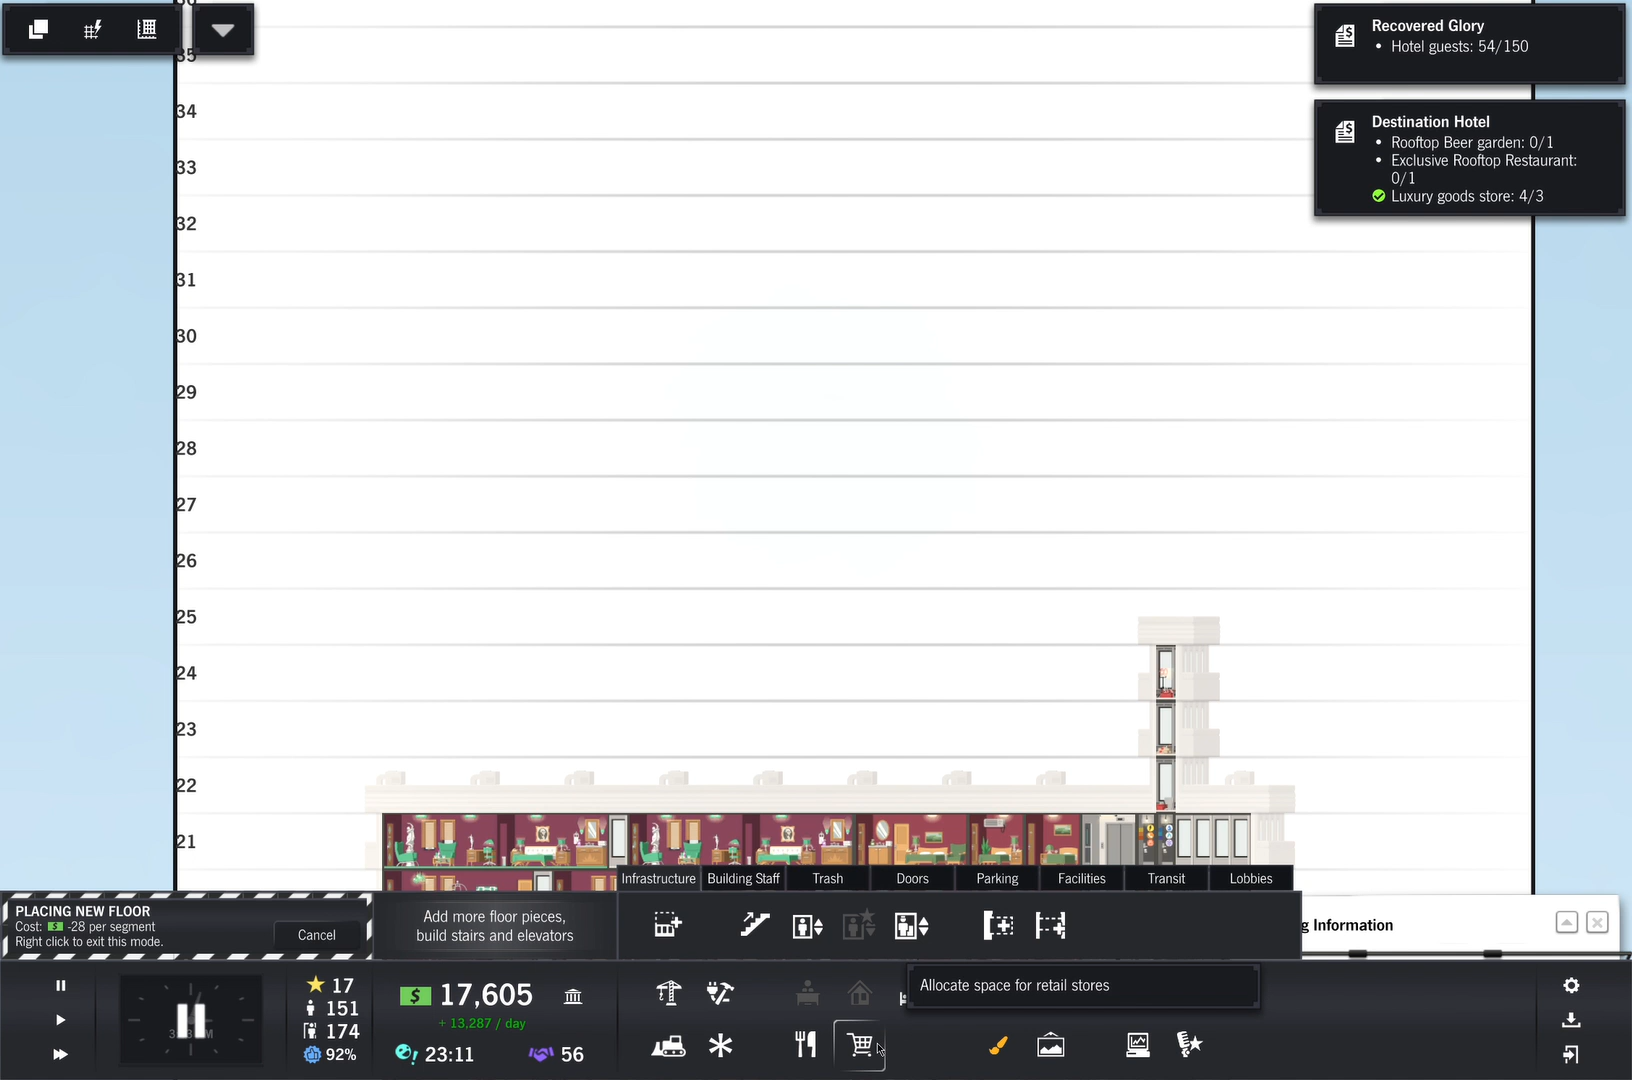 Recovered Glory
• Hotel guests: 54/150
Destination Hotel
• Rooftop Beer garden: 0/1
• Exclusive Rooftop Restaurant:
0/1
Luxury goods store: 4/3
35
34
33
32
31
30
29
28
27
26
25
24
23
22
21
Infrastructure
Building Staff
Trash
Doors
Parking
Facilities
Transit
Lobbies
PLACING NEW FLOOR
Cost: $ -28 per segment
Right click to exit this mode.
Cancel
Add more floor pieces,
build stairs and elevators
g Information
Allocate space for retail stores
17
151
174
92%
$ 17,605
+ 13,287 / day
23:11
56